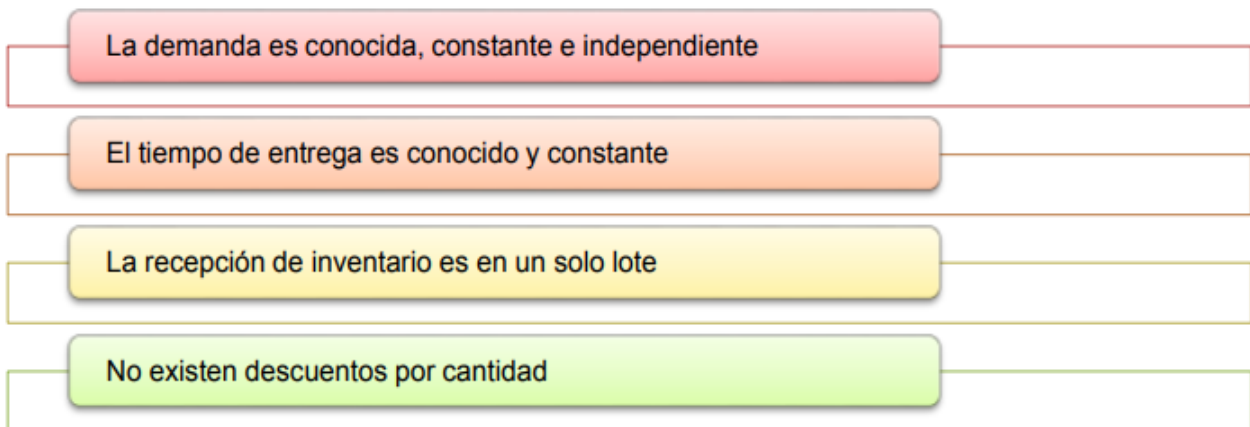 La demanda es conocida, constante e independiente
El tiempo de entrega es conocido y constante
La recepción de inventario es en un solo lote
No existen descuentos por cantidad